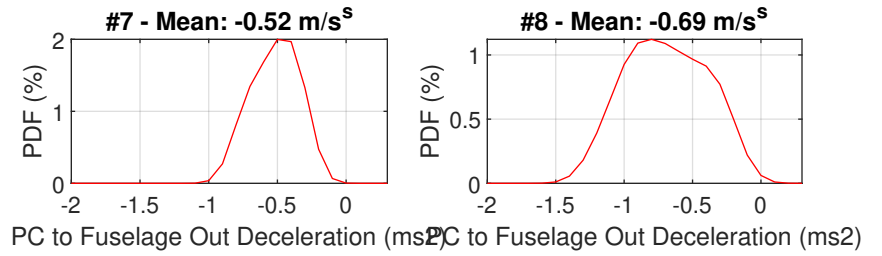 #7 - Mean: -0.52 m/s^s
#8 - Mean: -0.69 m/s^s
PDF (%)
2
1
0
-2 -1.5 -1 -0.5 0
PC to Fuselage Out Deceleration (ms2)
PDF (%)
1
0.5
0
-2 -1.5 -1 -0.5 0
PC to Fuselage Out Deceleration (ms2)